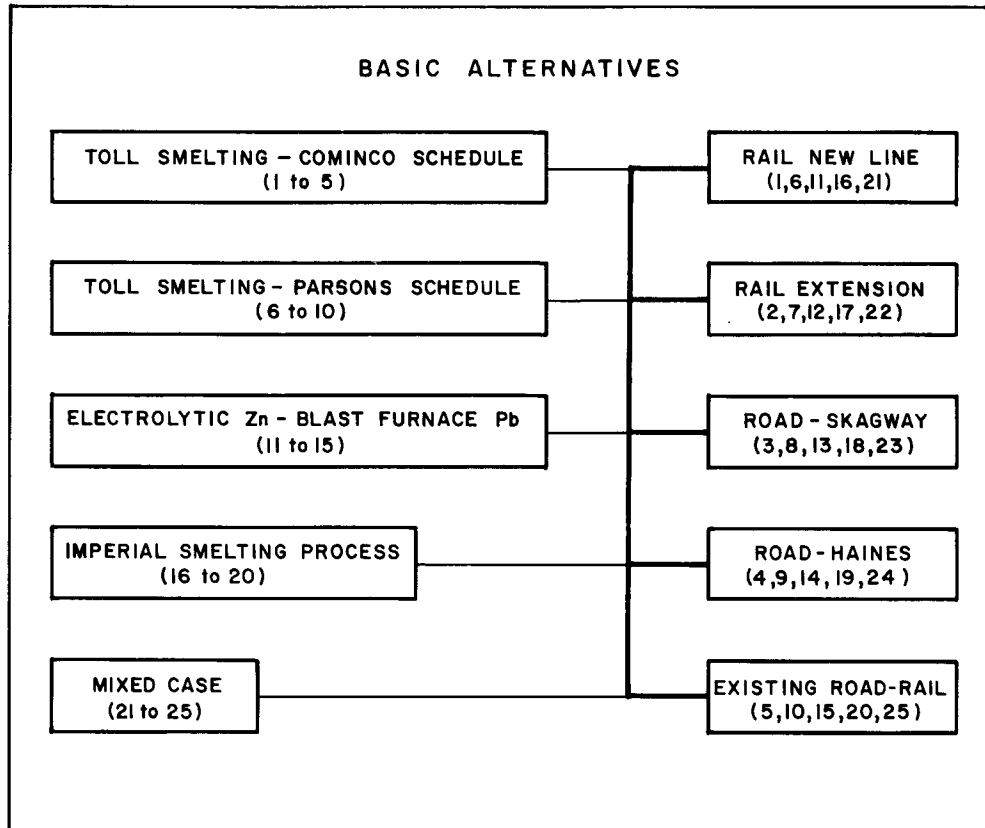 BASIC ALTERNATIVES
TOLL SMELTING – COMINCO SCHEDULE
(1 to 5)
RAIL NEW LINE
(1,6,11,16,21)
TOLL SMELTING – PARSONS SCHEDULE
(6 to 10)
RAIL EXTENSION
(2,7,12,17,22)
ELECTROLYTIC Zn – BLAST FURNACE Pb
(11 to 15)
ROAD – SKAGWAY
(3,8,13,18,23)
IMPERIAL SMELTING PROCESS
(16 to 20)
ROAD-HAINES
(4,9,14,19,24)
MIXED CASE
(21 to 25)
EXISTING ROAD-RAIL
(5,10,15,20,25)